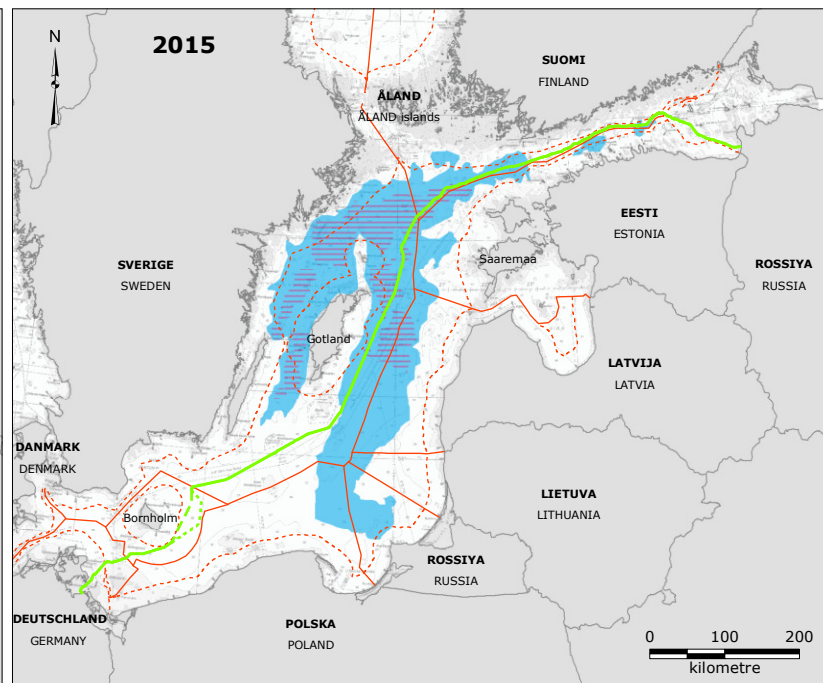 N
2015
SUOMI
FINLAND
ÅLAND
ÅLAND islands
EESTI
ESTONIA
SVERIGE
SWEDEN
Saaremaa
ROSSIYA
RUSSIA
Gotland
LATVIJA
LATVIA
DANMARK
DENMARK
LIETUVA
LITHUANIA
Bornholm
ROSSIYA
RUSSIA
DEUTSCHLAND
GERMANY
POLSKA
POLAND
0 100 200
kilometre